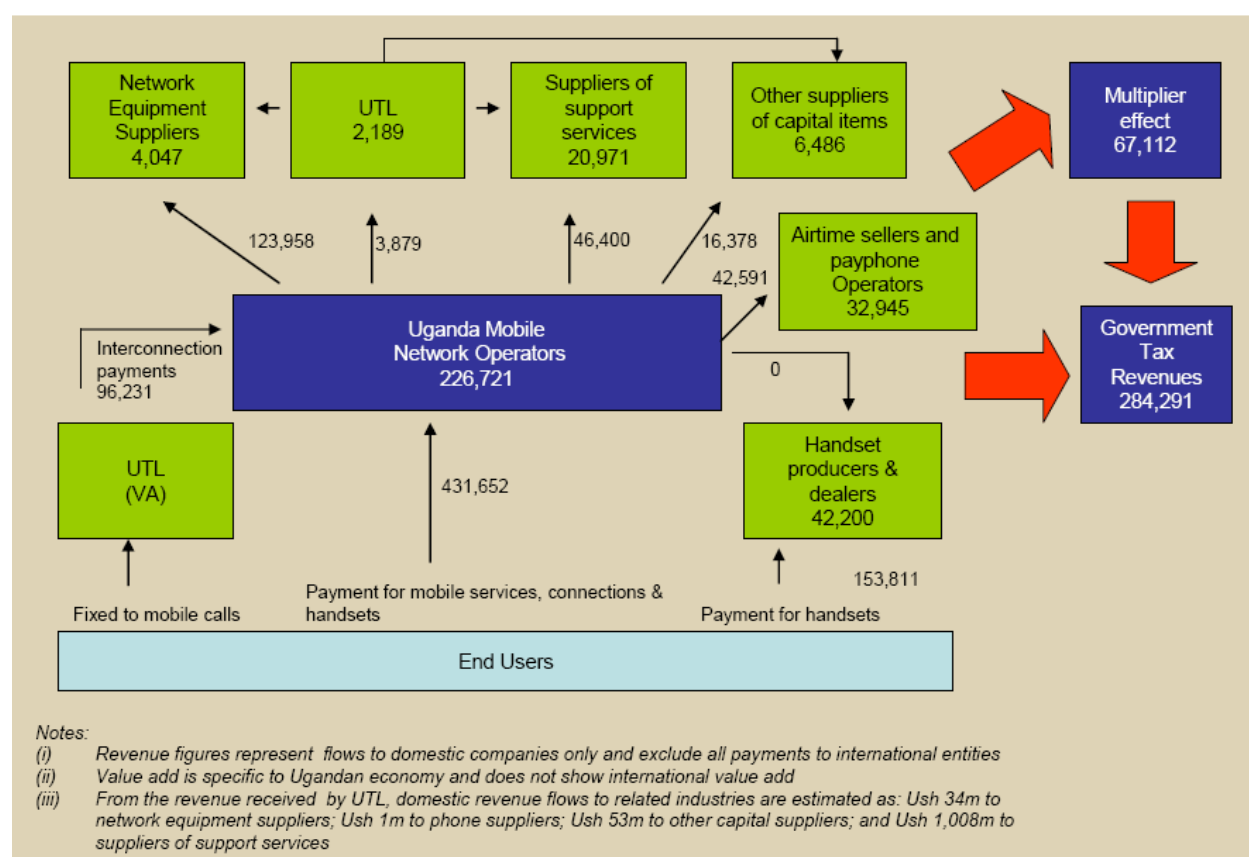 Network
Equipment
Suppliers
4,047
UTL
2,189
Suppliers of
support
services
20,971
Other suppliers
of capital items
6,486
Multiplier
effect
67,112
123,958
3,879
46,400
16,378
42,591
Airtime sellers and
payphone
Operators
32,945
Interconnection
payments
96,231
Uganda Mobile
Network Operators
226,721
0
Government
Tax
Revenues
284,291
UTL
(VA)
431,652
Handset
producers &
dealers
42,200
153,811
Fixed to mobile calls
Payment for mobile services, connections &
handsets
Payment for handsets
End Users
Notes:
(i) Revenue figures represent flows to domestic companies only and exclude all payments to international entities
(ii) Value add is specific to Ugandan economy and does not show international value add
(iii) From the revenue received by UTL, domestic revenue flows to related industries are estimated as: Ush 34m to
network equipment suppliers; Ush 1m to phone suppliers; Ush 53m to other capital suppliers; and Ush 1,008m to
suppliers of support services